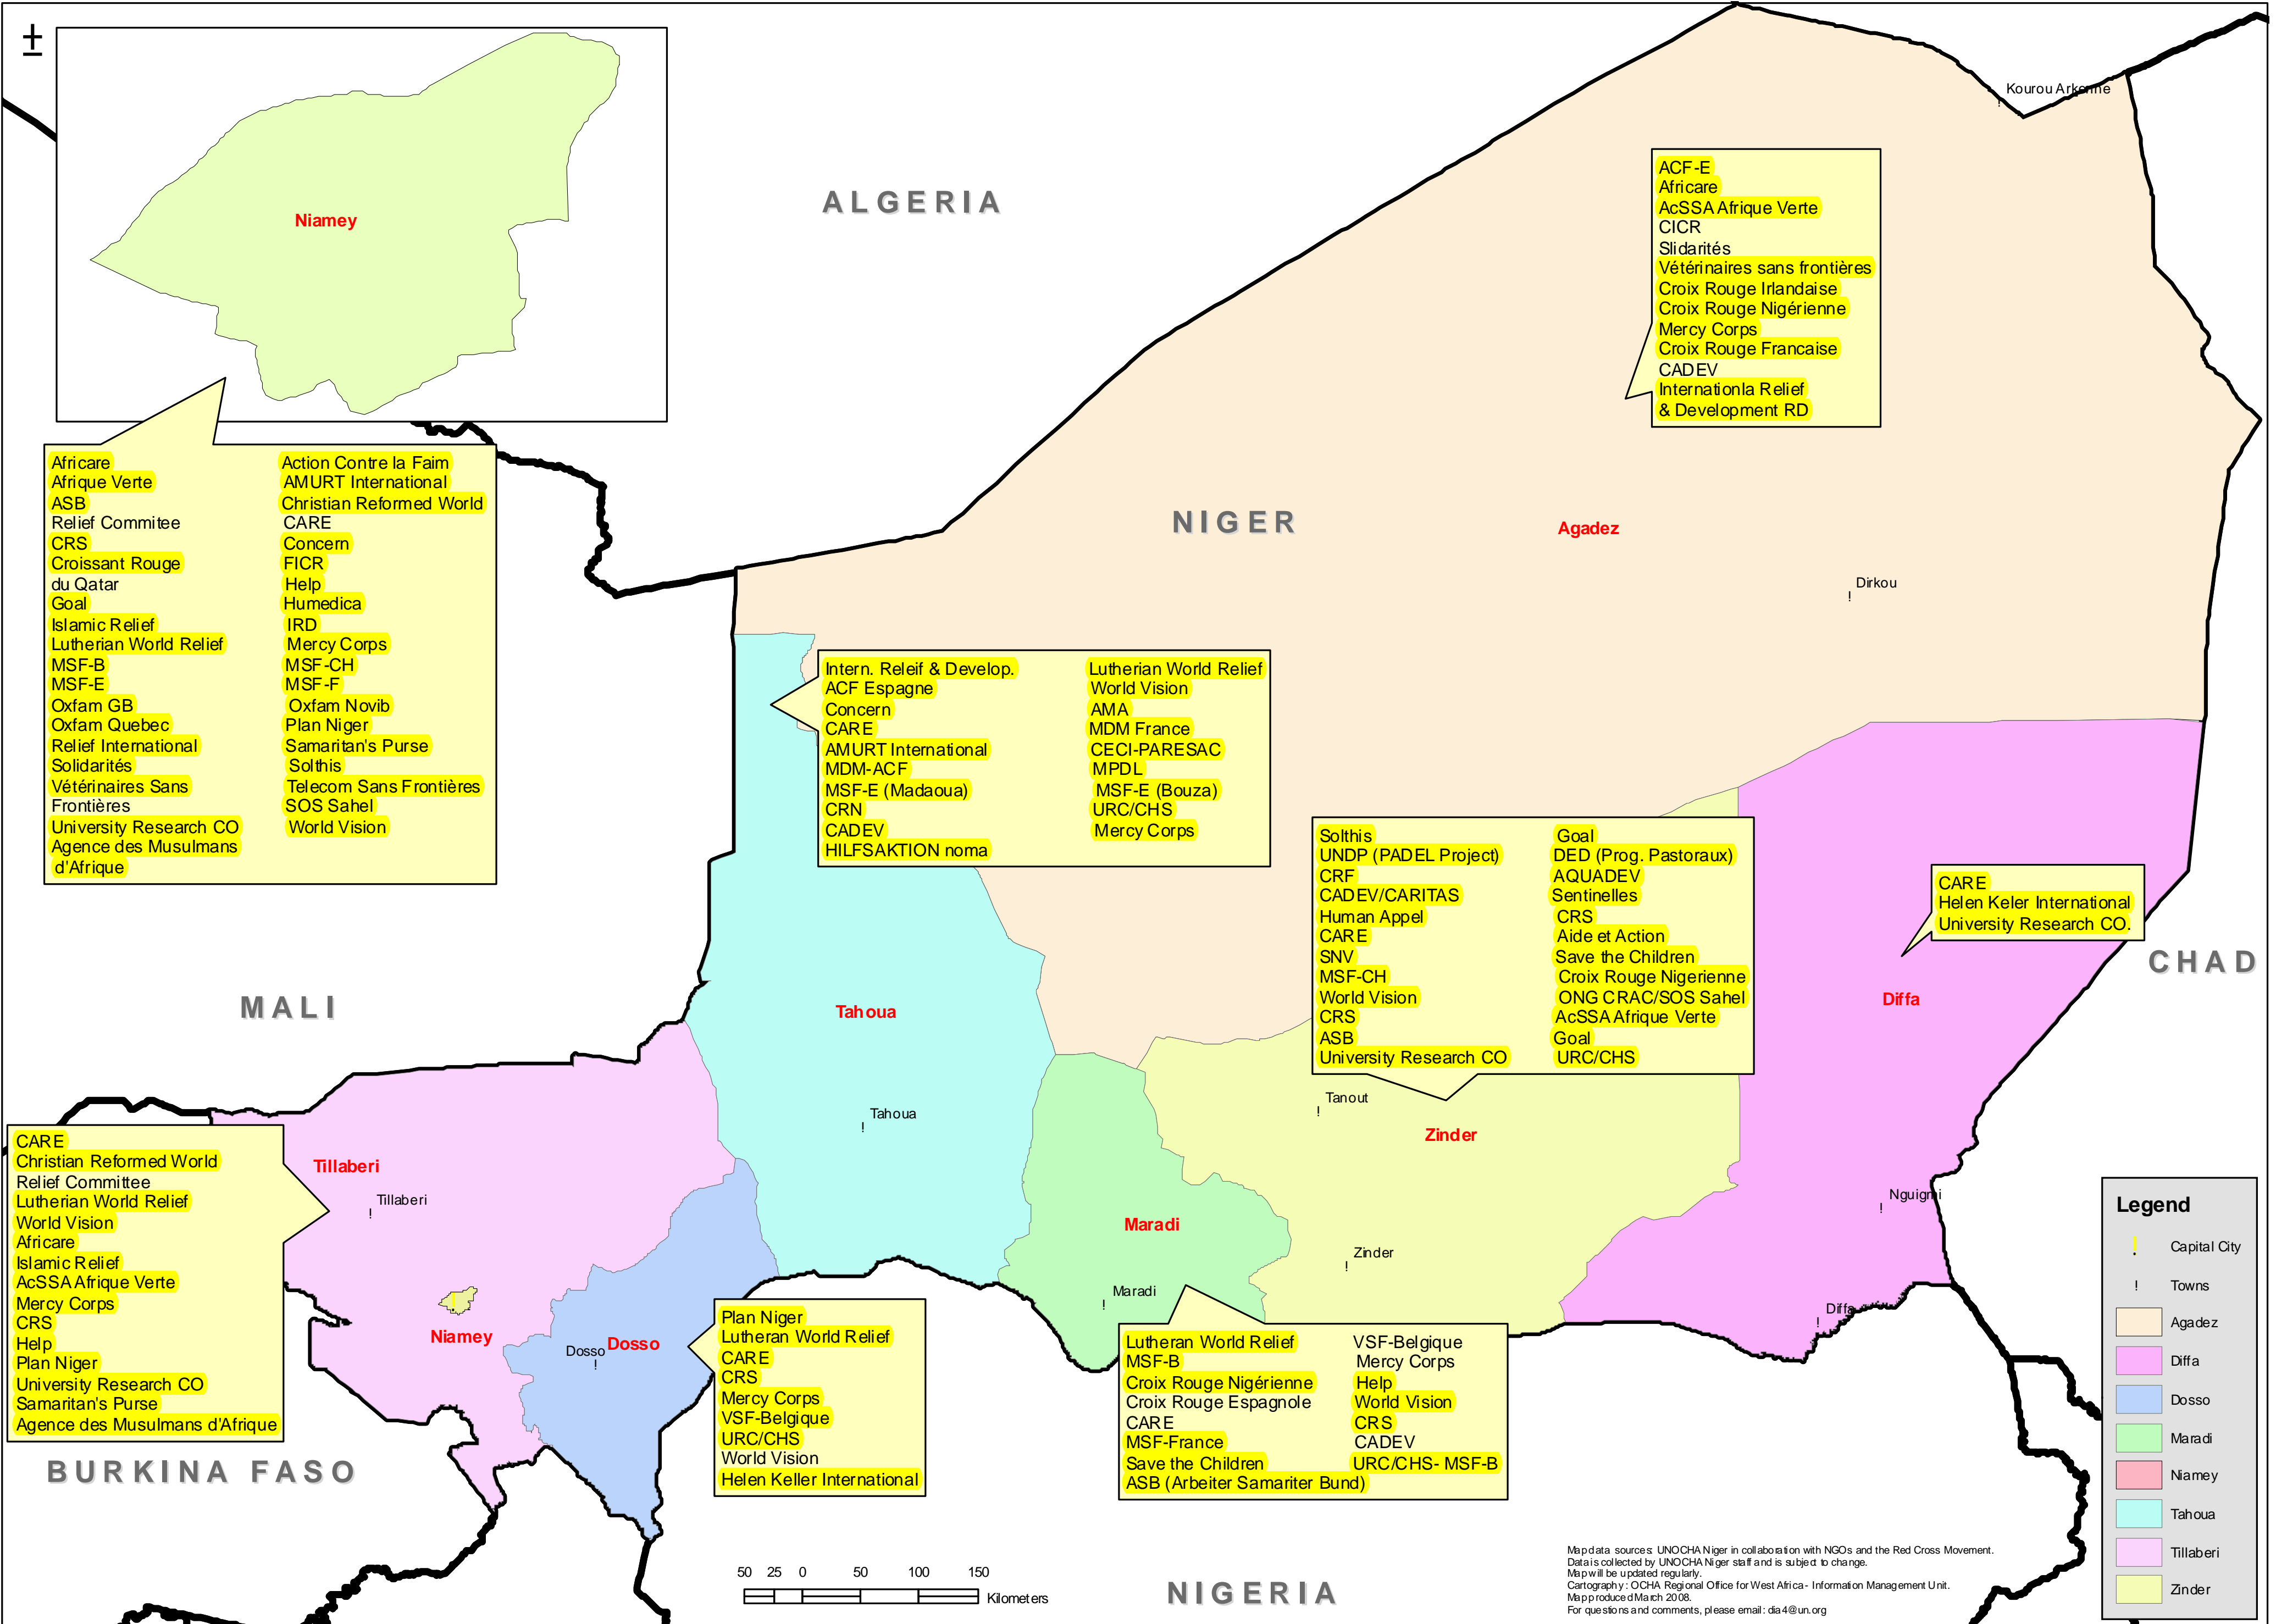 ±
Niamey
ALGERIA
Kourou Arkenne
ACF-E
Africare
AcSSA Afrique Verte
CICR
Slidarités
Vétérinaires sans frontières
Croix Rouge Irlandaise
Croix Rouge Nigérienne
Mercy Corps
Croix Rouge Francaise
CADEV
Internationla Relief
& Development RD
Africare
Afrique Verte
ASB
Relief Commitee
CRS
Croissant Rouge
du Qatar
Goal
Islamic Relief
Lutherian World Relief
MSF-B
MSF-E
Oxfam GB
Oxfam Quebec
Relief International
Solidarités
Vétérinaires Sans
Frontières
University Research CO
Agence des Musulmans
d'Afrique
Action Contre la Faim
AMURT International
Christian Reformed World
CARE
Concern
FICR
Help
Humedica
IRD
Mercy Corps
MSF-CH
MSF-F
Oxfam Novib
Plan Niger
Samaritan's Purse
Solthis
Telecom Sans Frontières
SOS Sahel
World Vision
NIGER
Agadez
Dirkou
!
Intern. Releif & Develop.
ACF Espagne
Concern
CARE
AMURT International
MDM-ACF
MSF-E (Madaoua)
CRN
CADEV
HILFSAKTION noma
Lutherian World Relief
World Vision
AMA
MDM France
CECI-PARESAC
MPDL
MSF-E (Bouza)
URC/CHS
Mercy Corps
Solthis
UNDP (PADEL Project)
CRF
CADEV/CARITAS
Human Appel
CARE
SNV
MSF-CH
World Vision
CRS
ASB
University Research CO
Goal
DED (Prog. Pastoraux)
AQUADEV
Sentinelles
CRS
Aide et Action
Save the Children
Croix Rouge Nigerienne
ONG CRAC/SOS Sahel
AcSSA Afrique Verte
Goal
URC/CHS
CARE
Helen Keler International
University Research CO.
CHAD
Diffa
MALI
Tahoua
Tahoua
!
Tanout
!
Zinder
Zinder
!
Maradi
Maradi
!
Nguigmi
!
Diffa
!
Tillaberi
Tillaberi
!
Niamey
Dosso
!
Dosso
CARE
Christian Reformed World
Relief Committee
Lutherian World Relief
World Vision
Africare
Islamic Relief
AcSSA Afrique Verte
Mercy Corps
CRS
Help
Plan Niger
University Research CO
Samaritan's Purse
Agence des Musulmans d'Afrique
Plan Niger
Lutheran World Relief
CARE
CRS
Mercy Corps
VSF-Belgique
URC/CHS
World Vision
Helen Keller International
Lutheran World Relief
MSF-B
Croix Rouge Nigérienne
Croix Rouge Espagnole
CARE
MSF-France
Save the Children
ASB (Arbeiter Samariter Bund)
VSF-Belgique
Mercy Corps
Help
World Vision
CRS
CADEV
URC/CHS- MSF-B
BURKINA FASO
NIGERIA
50 25 0 50 100 150
Kilometers
Map data sources: UNOCHA Niger in collaboration with NGOs and the Red Cross Movement.
Data is collected by UNOCHA Niger staff and is subject to change.
Map will be updated regularly.
Cartography : OCHA Regional Office for West Africa - Information Management Unit.
Map produced March 2008.
For questions and comments, please email : dia4@un.org
Legend
! Capital City
! Towns
Agadez
Diffa
Dosso
Maradi
Niamey
Tahoua
Tillaberi
Zinder